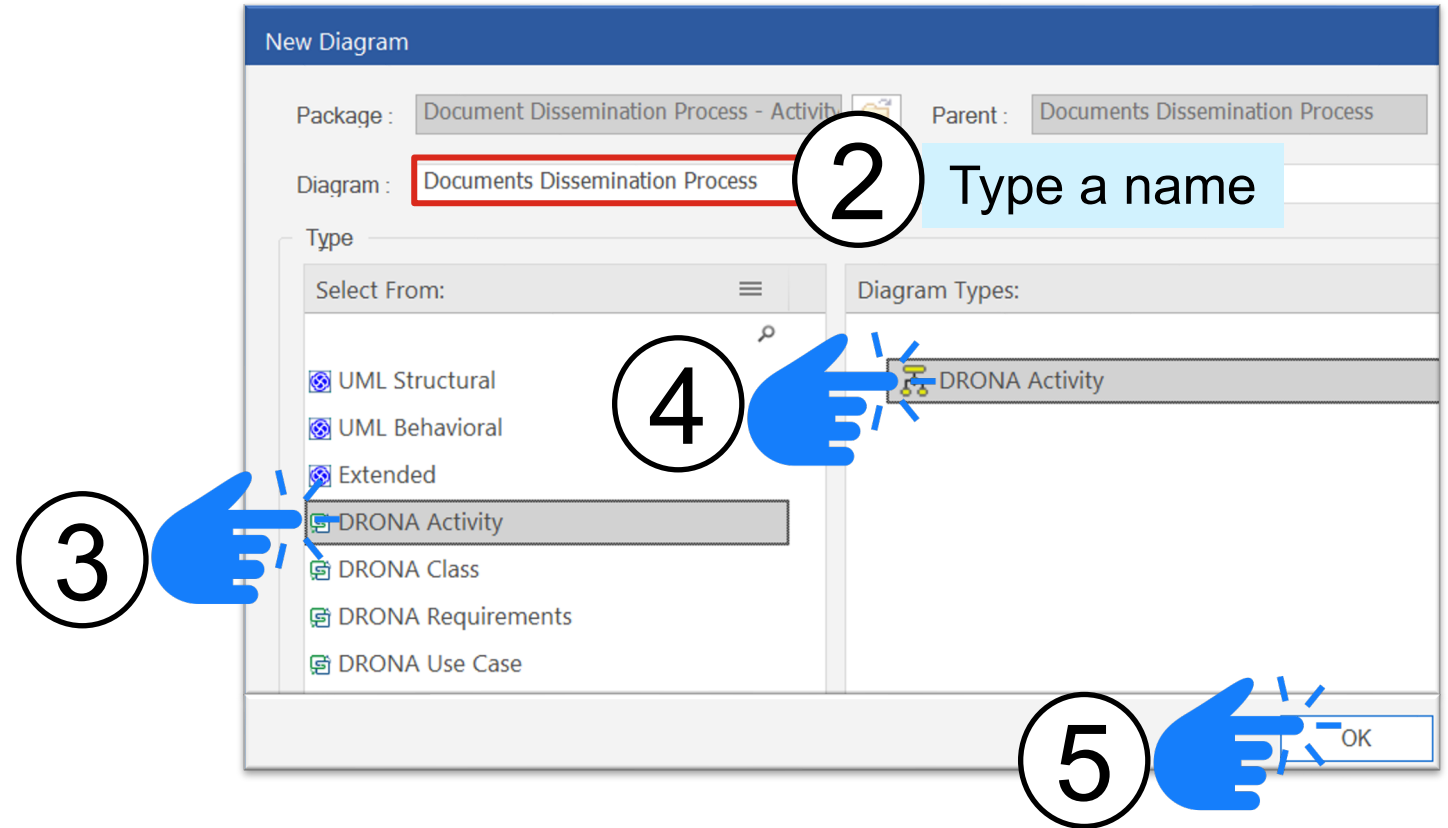 New Diagram
Package : Document Dissemination Process - Activity Parent : Documents Dissemination Process
Diagram : Documents Dissemination Process 2 Type a name
Type
Select From: Diagram Types:
UML Structural 4 DRONA Activity
UML Behavioral
Extended
3 DRONA Activity
DRONA Class
DRONA Requirements
DRONA Use Case
5 OK